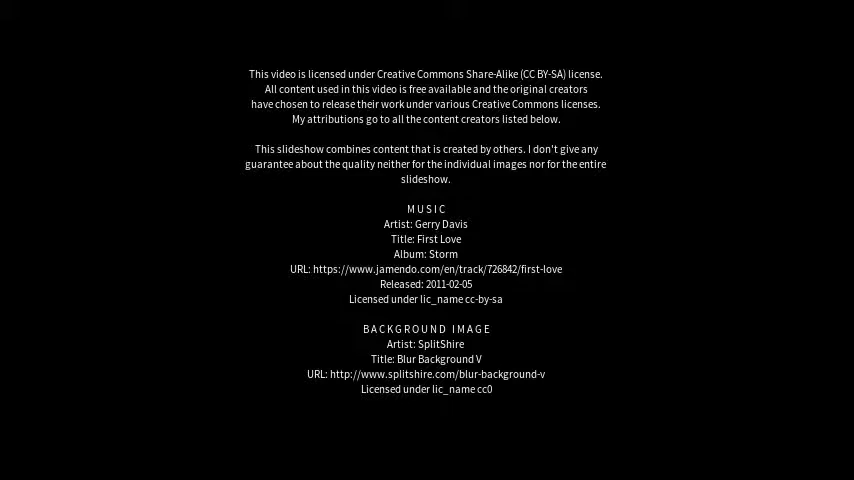 This video is licensed under Creative Commons Share-Alike (CC BY-SA) license.
All content used in this video is free available and the original creators
have chosen to release their work under various Creative Commons licenses.
My attributions go to all the content creators listed below.
This slideshow combines content that is created by others. I don't give any
guarantee about the quality neither for the individual images nor for the entire
slideshow.
MUSIC
Artist: Gerry Davis
Title: First Love
Album: Storm
URL: https://www.jamendo.com/en/track/726842/first-love
Released: 2011-02-05
Licensed under lic_name cc-by-sa
BACKGROUND IMAGE
Artist: SplitShire
Title: Blur Background V
URL: http://www.splitshire.com/blur-background-v
Licensed under lic_name cc0